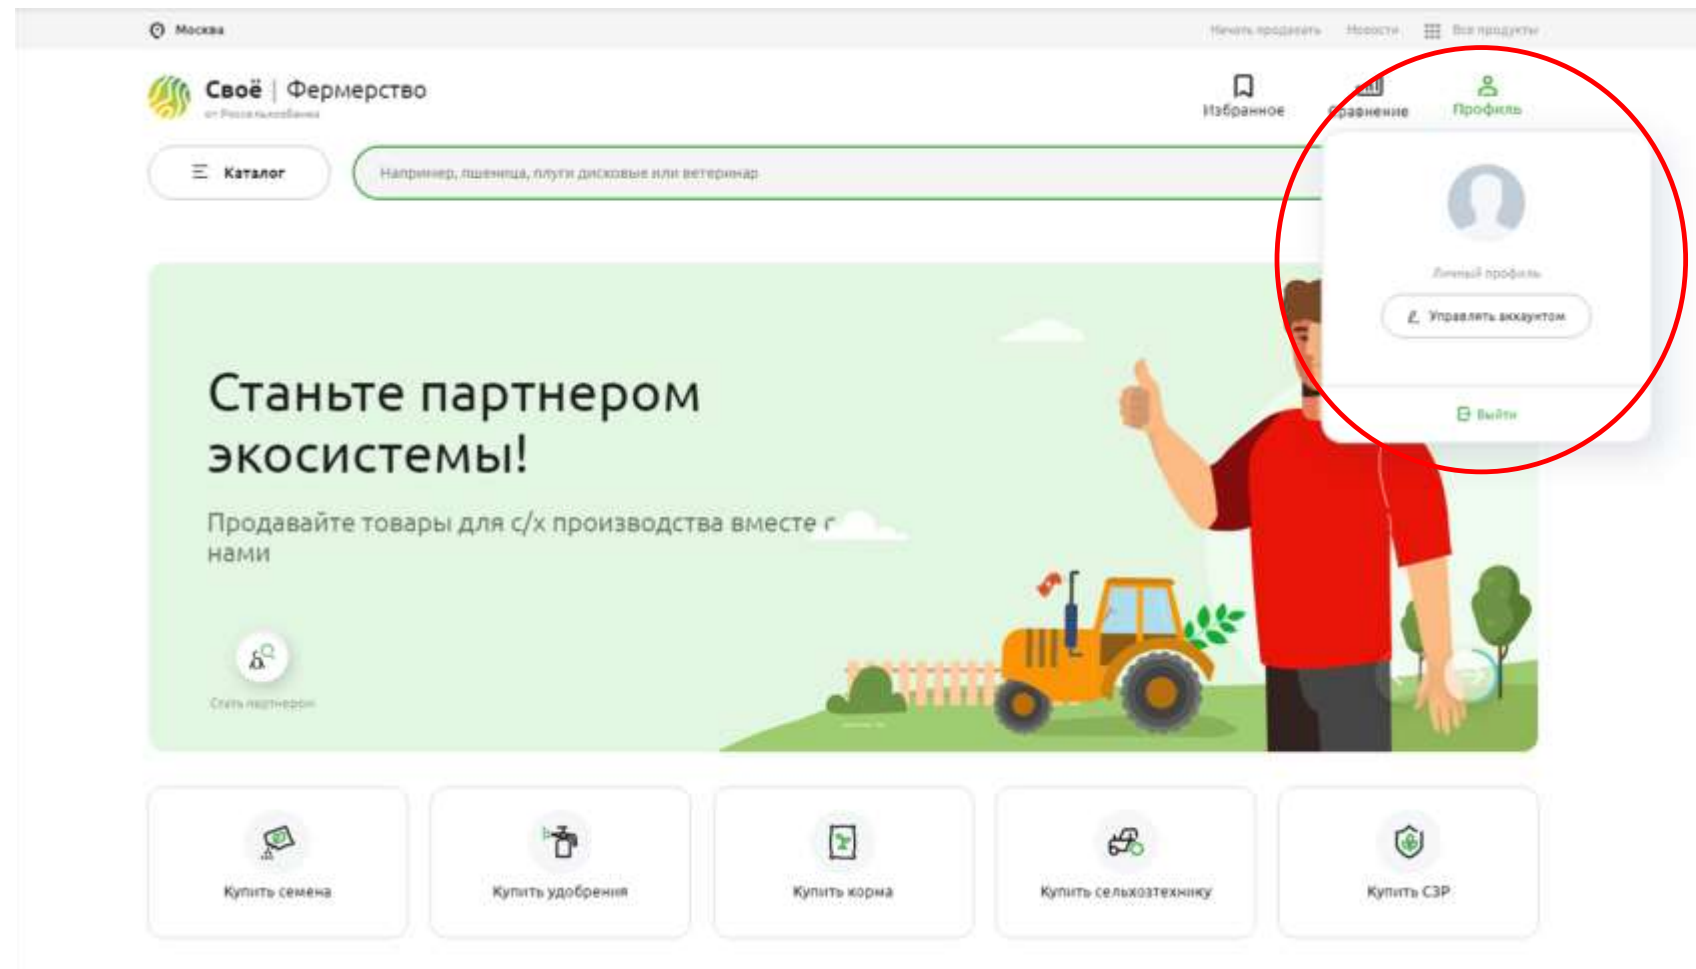 Москва
Начать продавать Новости Все продукты
Своё | Фермерство
от Россельхозбанка
Избранное
Сравнение
Профиль
Каталог
Например, пшеница, плуги дисковые или ветеринар
Личный профиль
Управлять аккаунтом
Выйти
Станьте партнером
экосистемы!
Продавайте товары для с/х производства вместе с
нами
Стать партнером
Купить семена
Купить удобрения
Купить корма
Купить сельхозтехнику
Купить СЗР